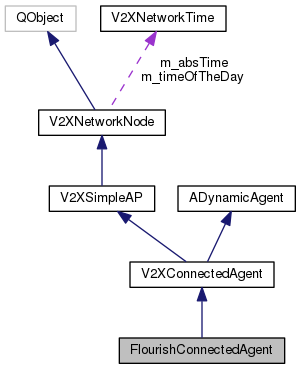 QObject
V2XNetworkTime
m_absTime
m_timeOfTheDay
V2XNetworkNode
V2XSimpleAP
ADynamicAgent
V2XConnectedAgent
FlourishConnectedAgent